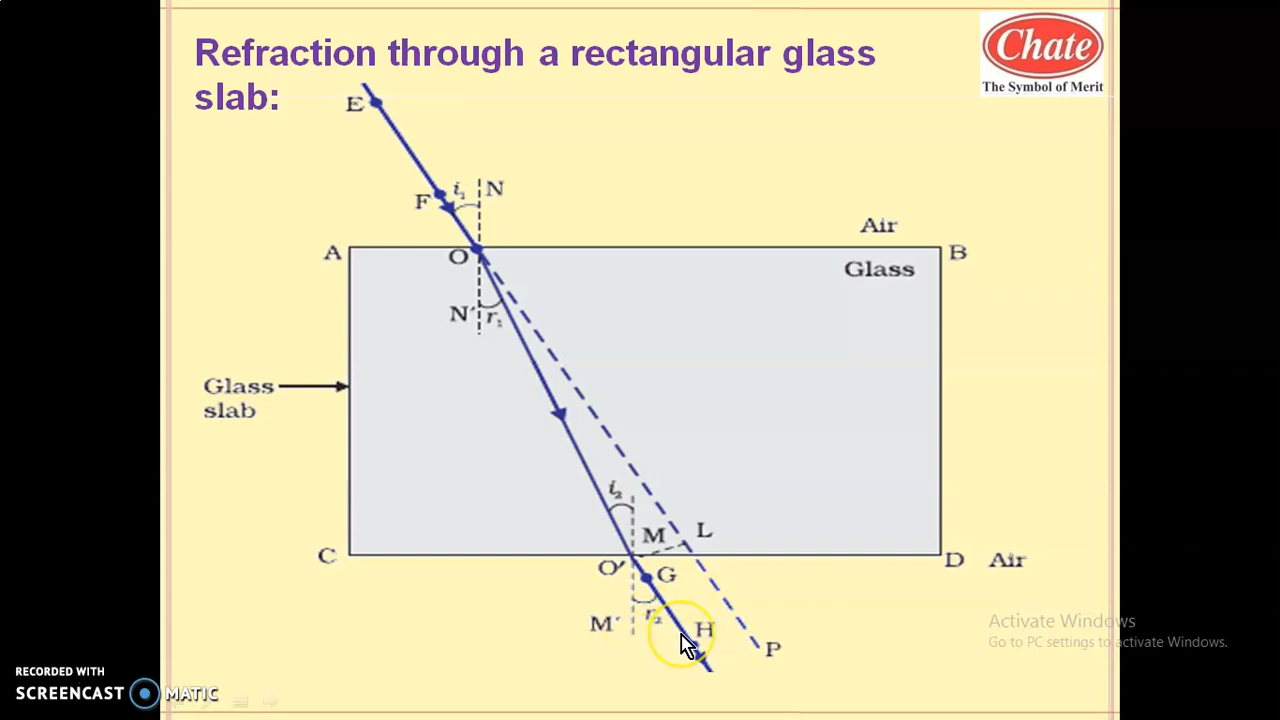 Refraction through a rectangular glass
slab:
Chate
The Symbol of Merit
E
F
i₁
N
A
O
Air
B
Glass
N′
r₁
Glass
slab
i₂
M
L
C
O′
G
D
Air
M′
r₂
H
P
Activate Windows
Go to PC settings to activate Windows.
RECORDED WITH
SCREENCAST MATIC